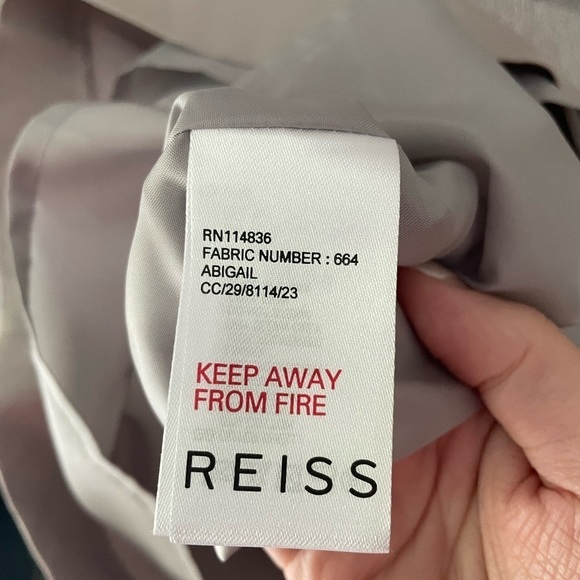 RN114836
FABRIC NUMBER : 664
ABIGAIL
CC/29/8114/23
KEEP AWAY
FROM FIRE
REISS